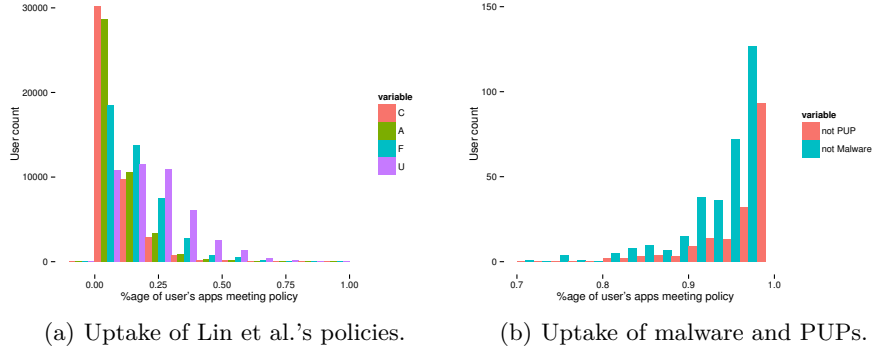 30000
20000
10000
0
User count
0.00 0.25 0.50 0.75 1.00
%age of user's apps meeting policy
variable
C
A
F
U
(a) Uptake of Lin et al.'s policies.
150
100
50
0
User count
0.7 0.8 0.9 1.0
%age of user's apps meeting policy
variable
not PUP
not Malware
(b) Uptake of malware and PUPs.